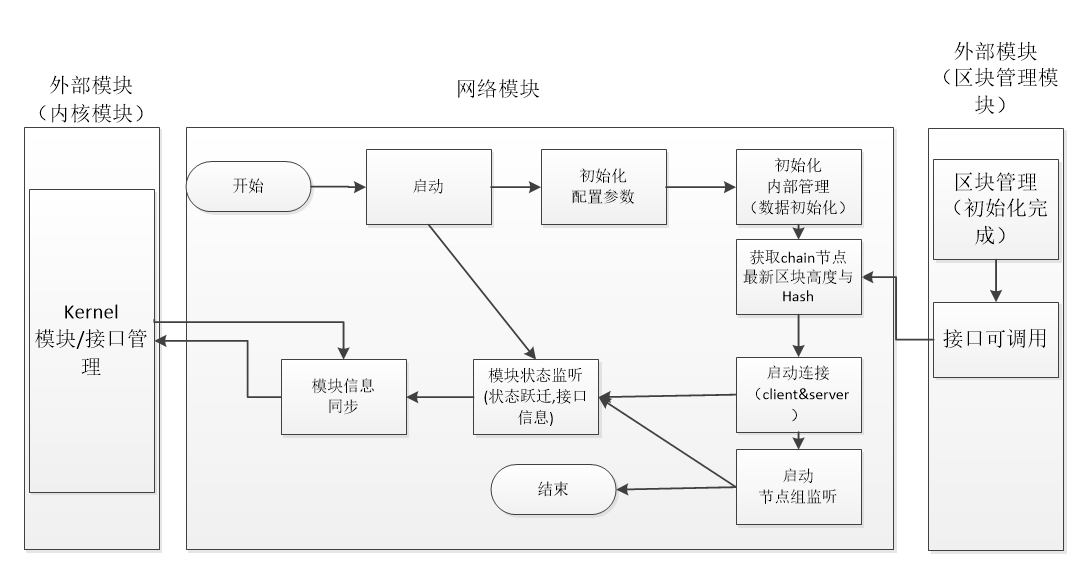 外部模块
（内核模块）
网络模块
外部模块
（区块管理模
块）
开始
启动
初始化
配置参数
初始化
内部管理
（数据初始化）
区块管理
（初始化完
成）
获取chain节点
最新区块高度与
Hash
接口可调用
Kernel
模块/接口管
理
模块信息
同步
模块状态监听
(状态跃迁,接口
信息)
启动连接
（client&server
）
启动
节点组监听
结束